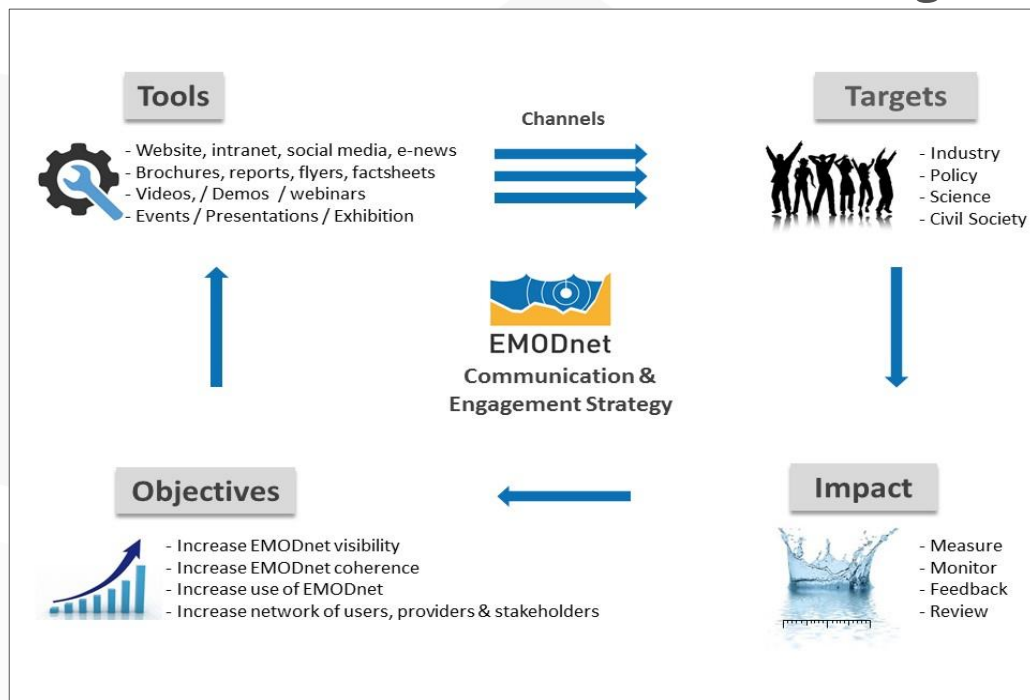 Tools
- Website, intranet, social media, e-news
- Brochures, reports, flyers, factsheets
- Videos, / Demos / webinars
- Events / Presentations / Exhibition
Channels
Targets
- Industry
- Policy
- Science
- Civil Society
EMODnet
Communication &
Engagement Strategy
Objectives
- Increase EMODnet visibility
- Increase EMODnet coherence
- Increase use of EMODnet
- Increase network of users, providers & stakeholders
Impact
- Measure
- Monitor
- Feedback
- Review